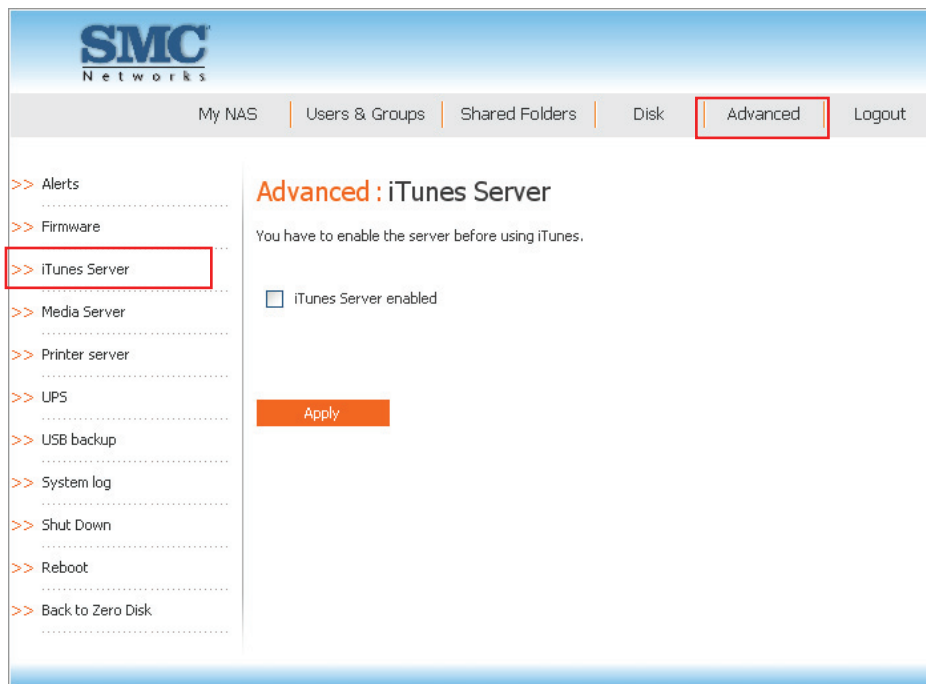 SMC
Networks
My NAS Users & Groups Shared Folders Disk Advanced Logout
>> Alerts
>> Firmware
>> iTunes Server
>> Media Server
>> Printer server
>> UPS
>> USB backup
>> System log
>> Shut Down
>> Reboot
>> Back to Zero Disk
Advanced : iTunes Server
You have to enable the server before using iTunes.
iTunes Server enabled
Apply